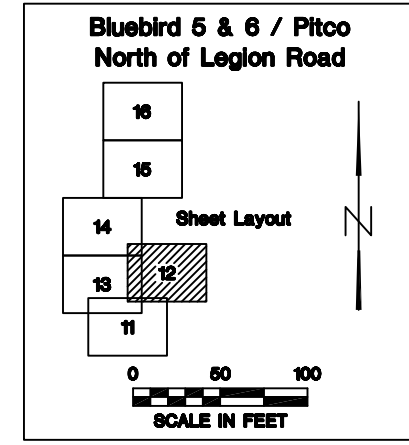 Bluebird 5 & 6 / Pitco
North of Legion Road
16
15
14
Sheet Layout
12
13
11
N
0 50 100
SCALE IN FEET